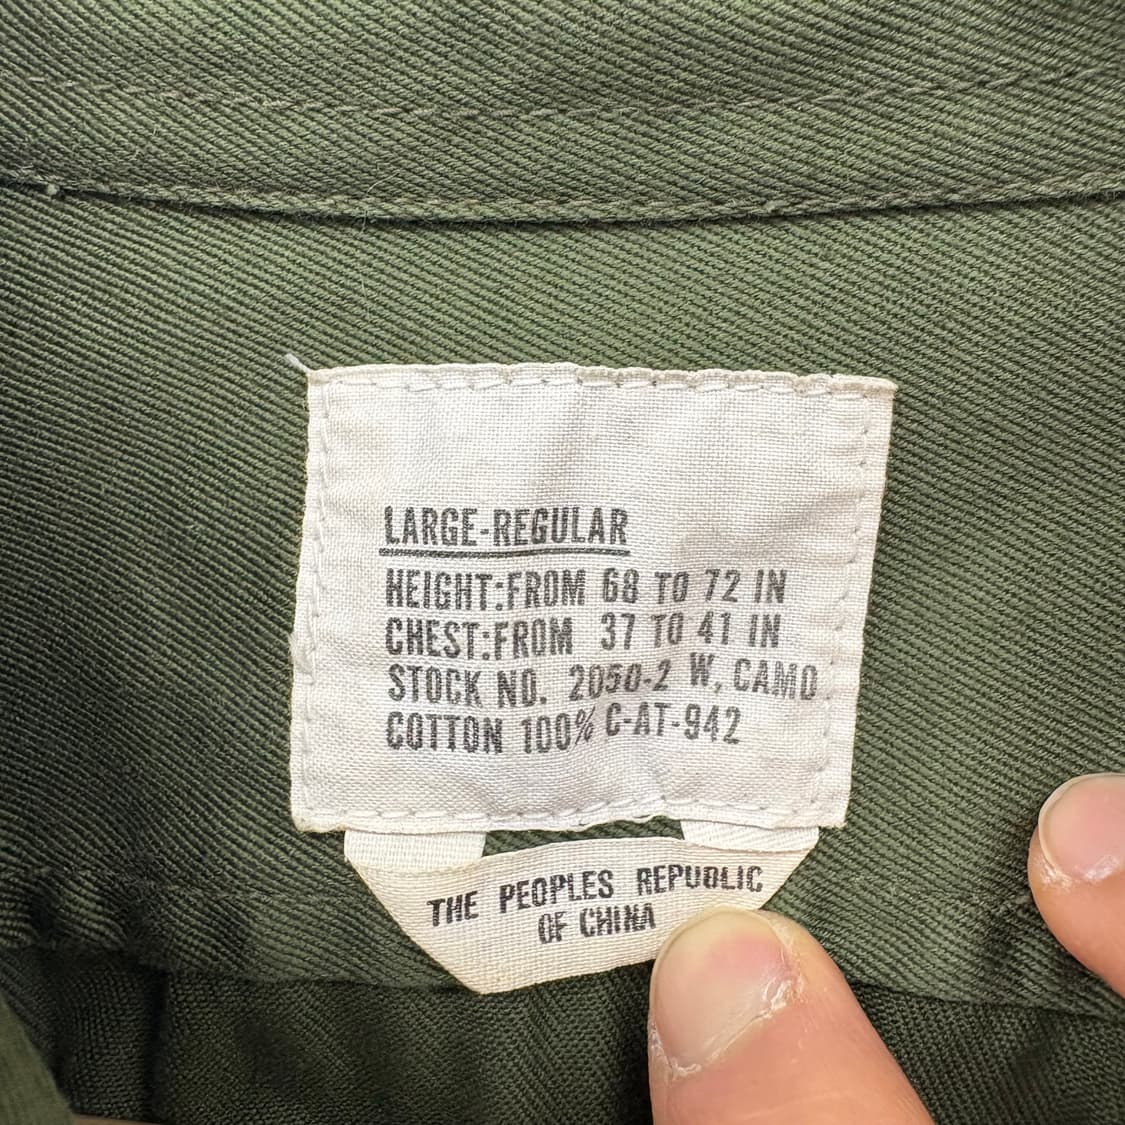 LARGE-REGULAR
HEIGHT:FROM 68 TO 72 IN
CHEST:FROM 37 TO 41 IN
STOCK NO. 2050-2 W, CAMO
COTTON 100% C-AT-942
THE PEOPLES REPUBLIC
OF CHINA